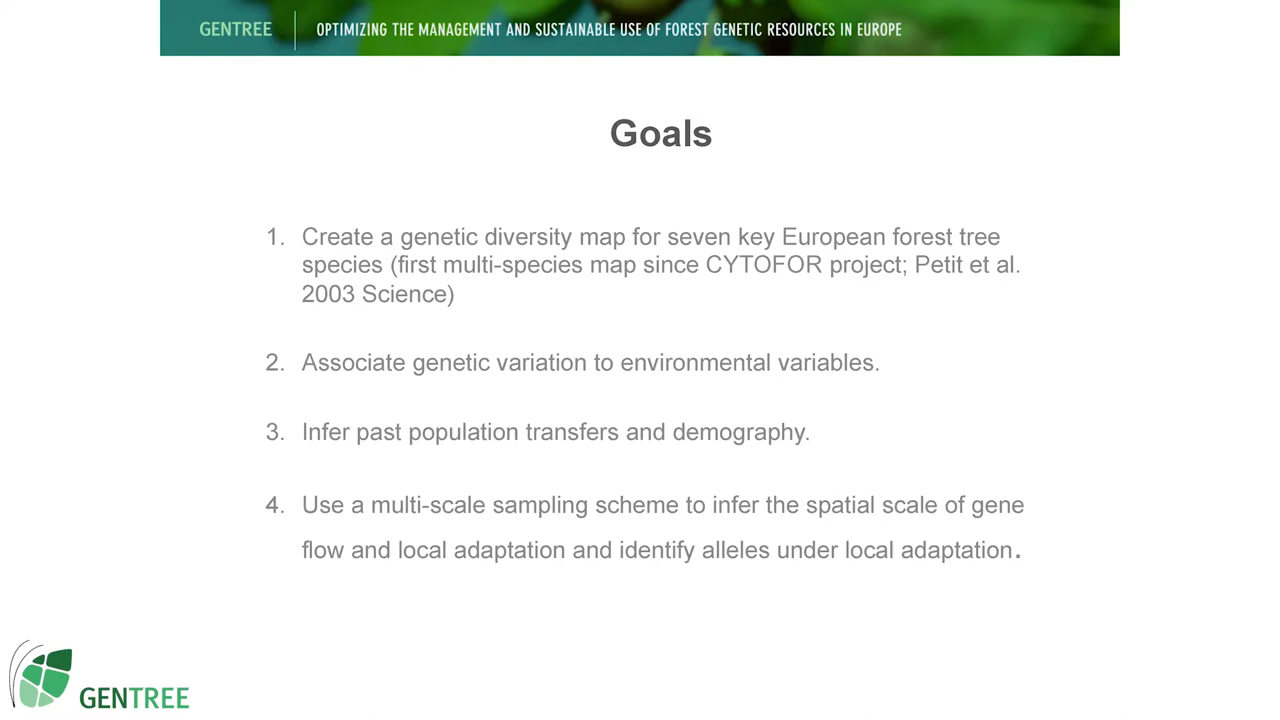 GENTREE OPTIMIZING THE MANAGEMENT AND SUSTAINABLE USE OF FOREST GENETIC RESOURCES IN EUROPE
Goals
1. Create a genetic diversity map for seven key European forest tree
species (first multi-species map since CYTOFOR project; Petit et al.
2003 Science)
2. Associate genetic variation to environmental variables.
3. Infer past population transfers and demography.
4. Use a multi-scale sampling scheme to infer the spatial scale of gene
flow and local adaptation and identify alleles under local adaptation.
GENTREE